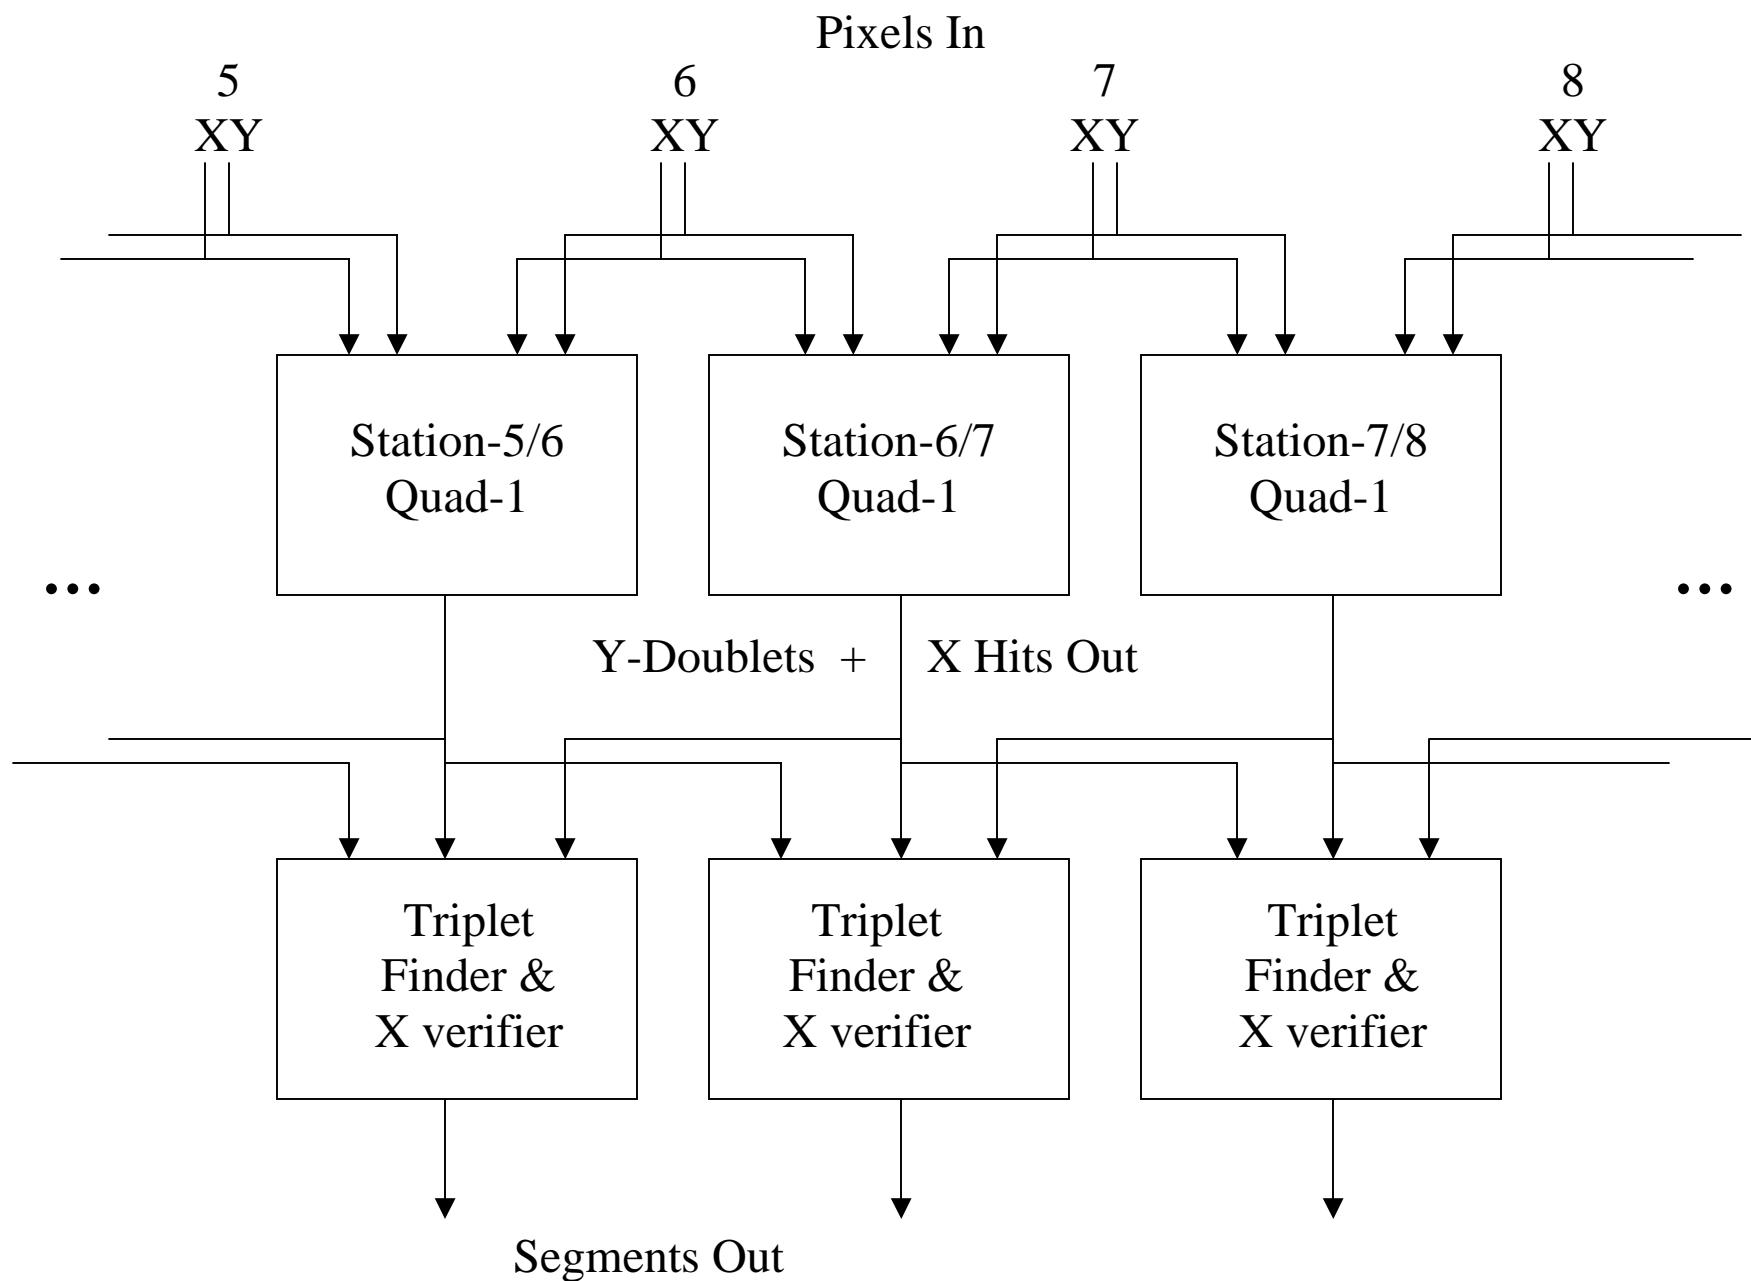 Pixels In
5 6 7 8
XY XY XY XY
Station-5/6 Station-6/7 Station-7/8
Quad-1 Quad-1 Quad-1
... ...
Y-Doublets + X Hits Out
Triplet Triplet Triplet
Finder & Finder & Finder &
X verifier X verifier X verifier
Segments Out